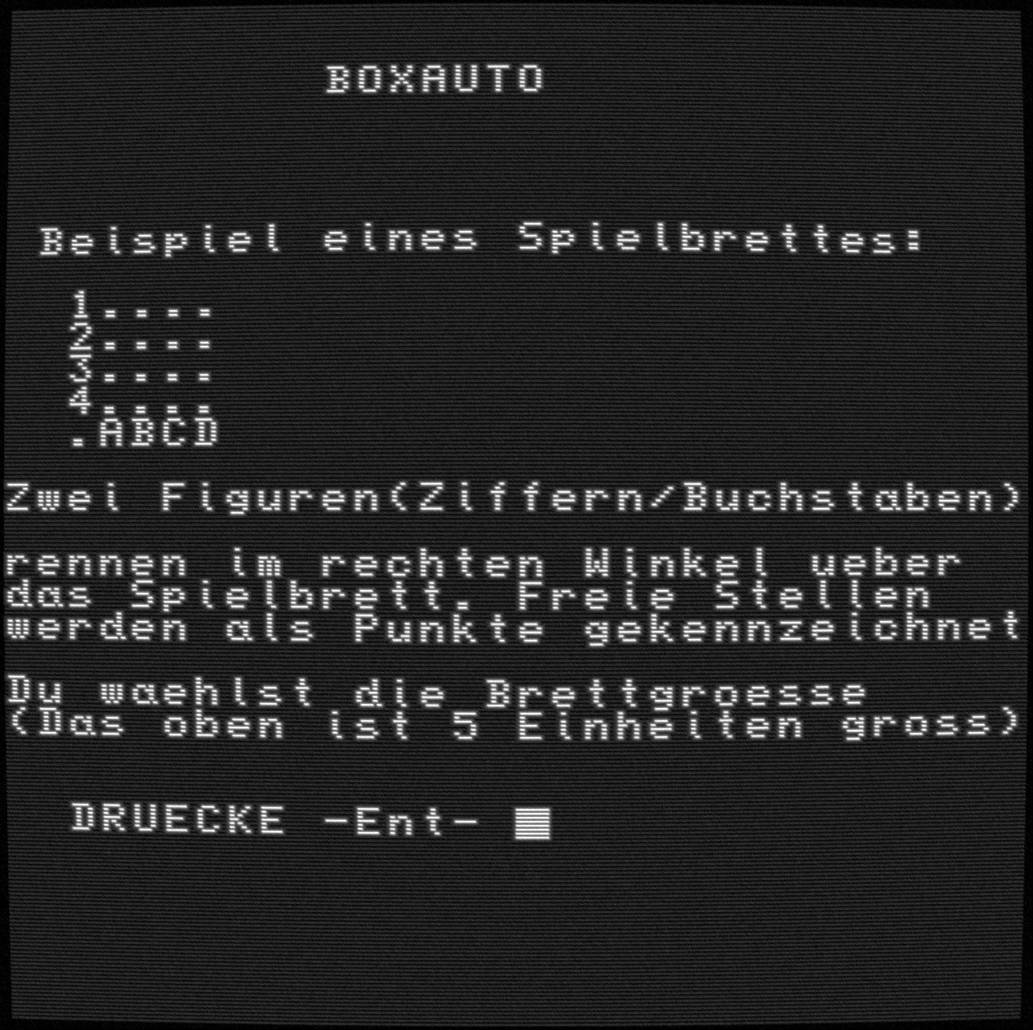 BOXAUTO
Beispiel eines Spielbrettes:
1....
2....
3....
4....
.ABCD
Zwei Figuren(Ziffern/Buchstaben)
rennen im rechten Winkel ueber
das Spielbrett. Freie Stellen
werden als Punkte gekennzeichnet
Du waehlst die Brettgroesse
(Das oben ist 5 Einheiten gross)
DRUECKE -Ent-